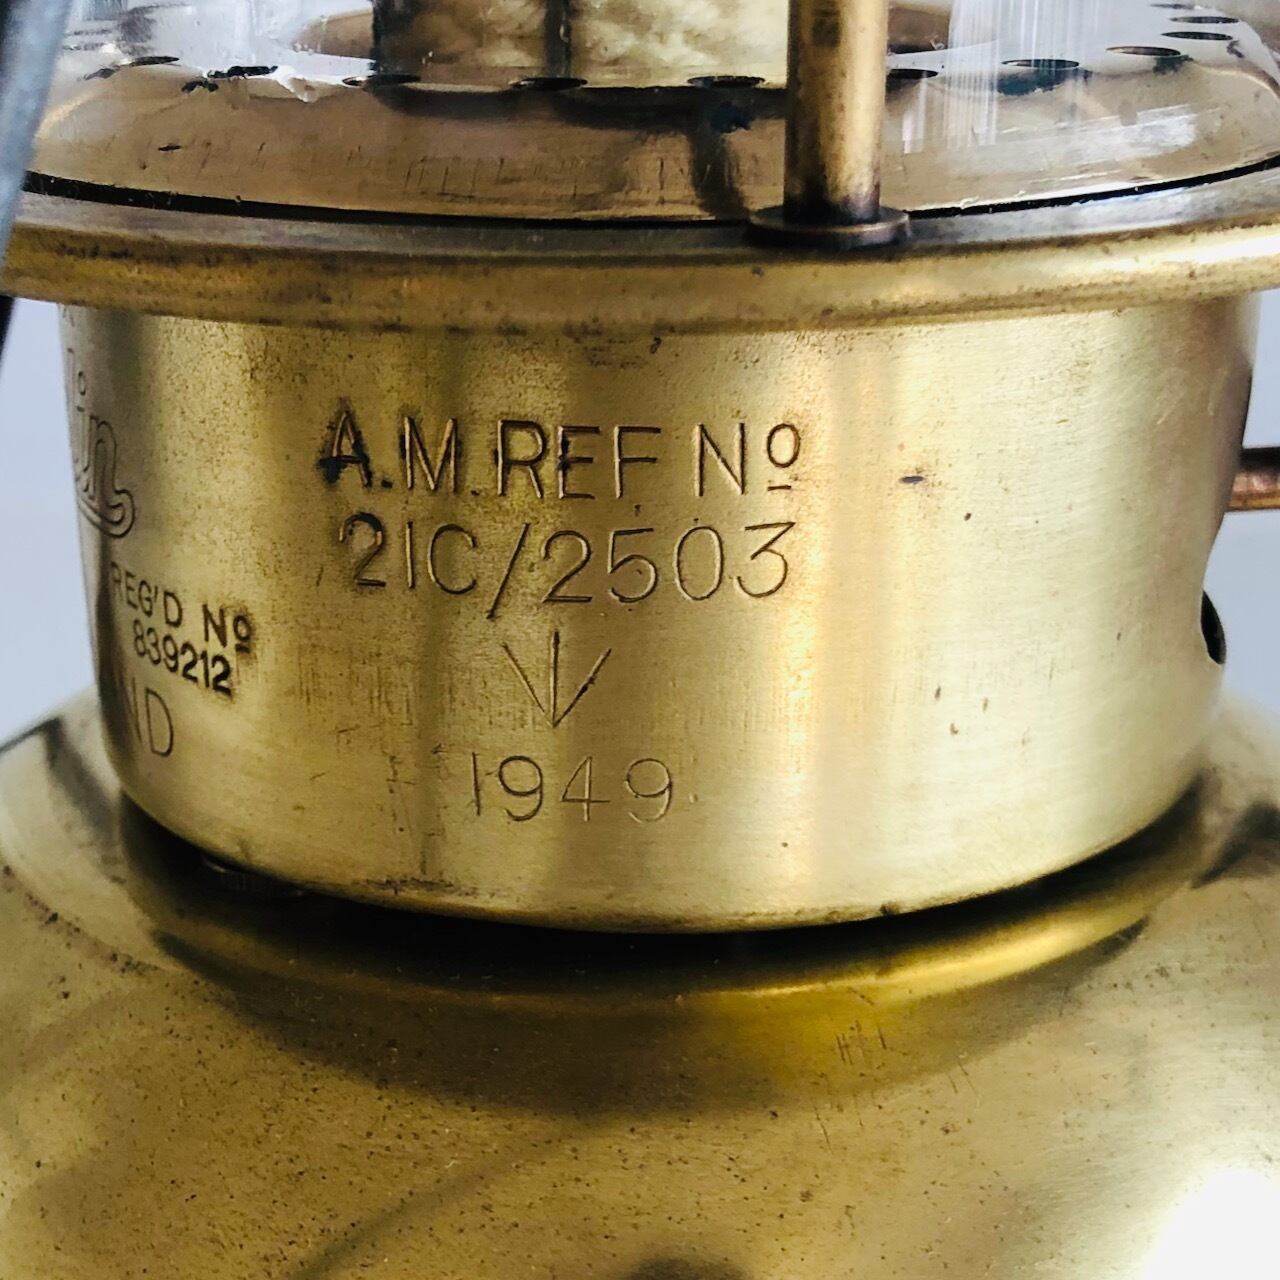 A.M. REF Nº
21C/2503
1949
REG'D Nº
839212